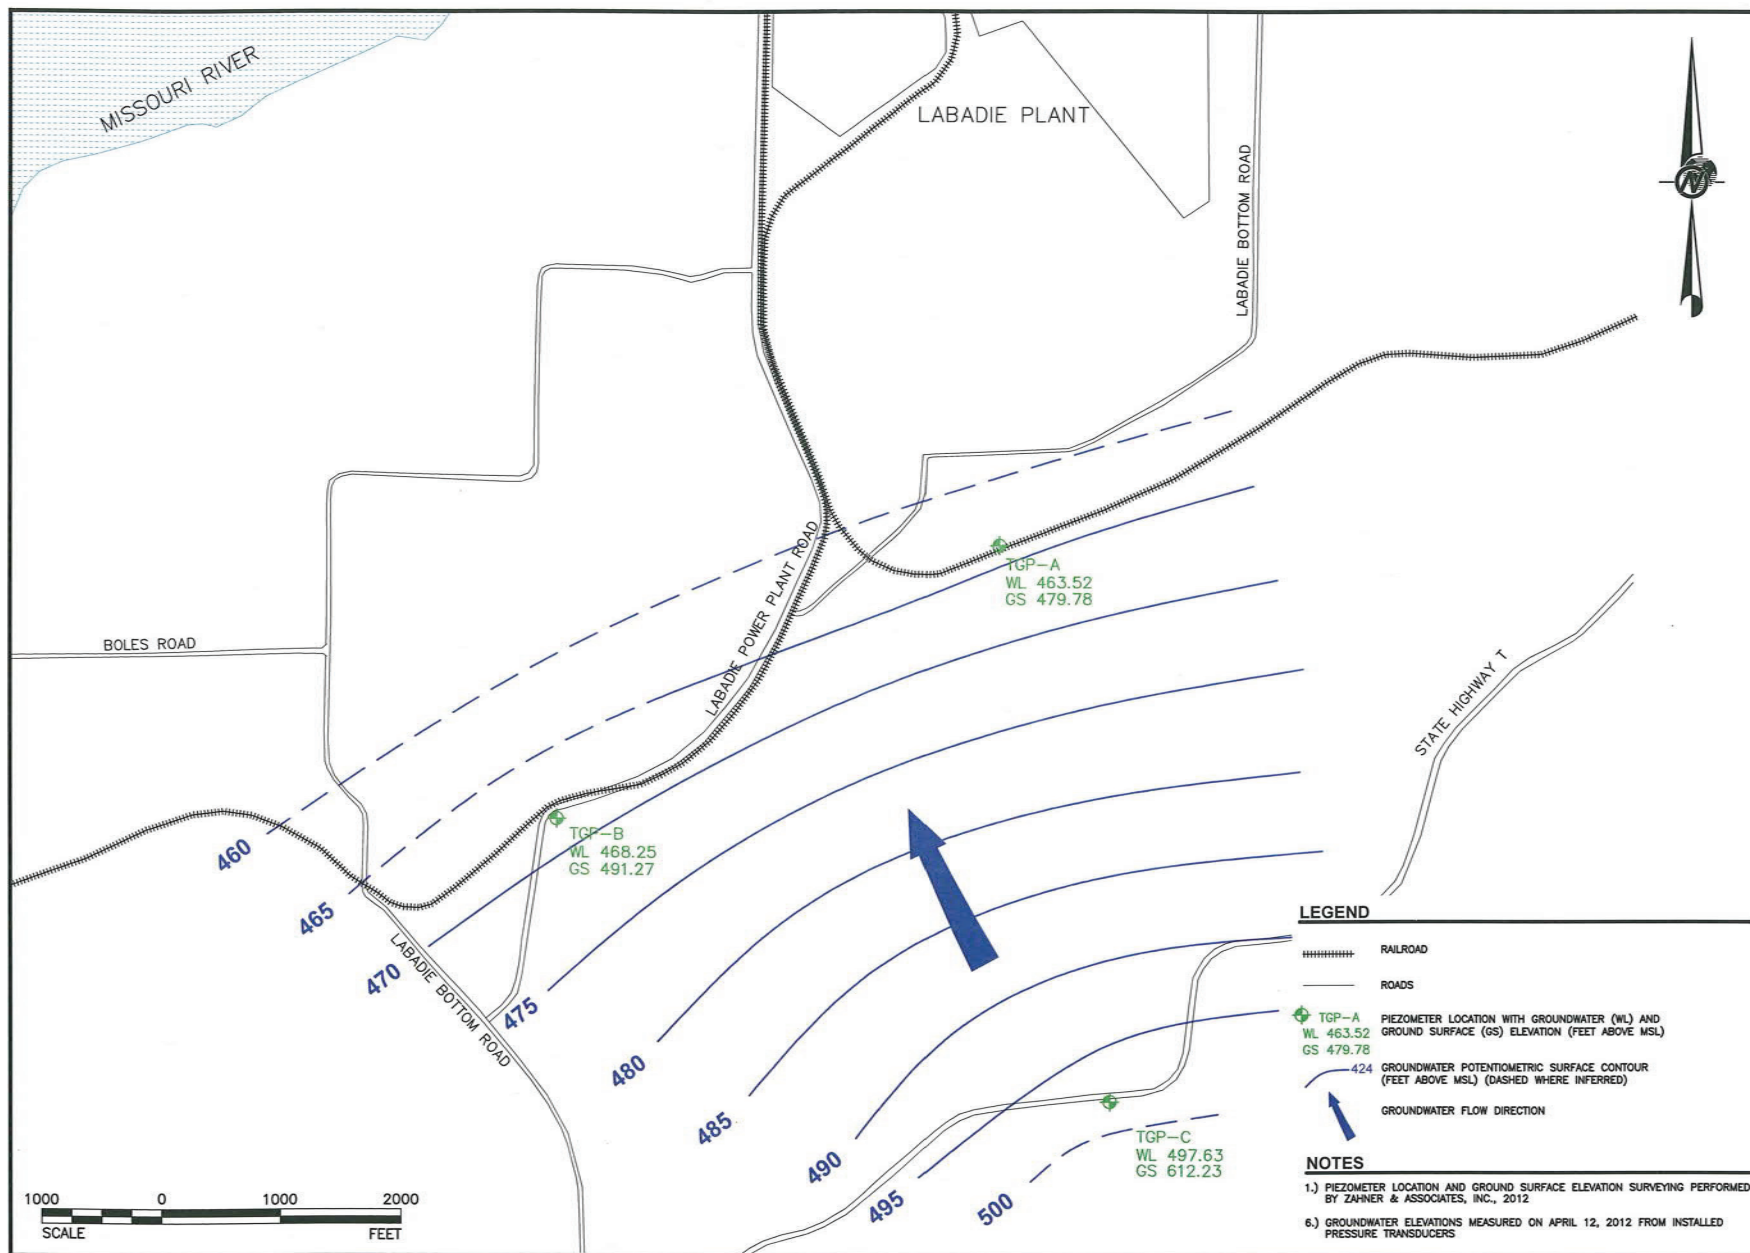 MISSOURI RIVER
LABADIE PLANT
LABADIE BOTTOM ROAD
N
BOLES ROAD
LABADIE POWER PLANT ROAD
TGP-A
WL 463.52
GS 479.78
STATE HIGHWAY T
TGP-B
WL 468.25
GS 491.27
460
465
470
475
480
485
490
495
500
LABADIE BOTTOM ROAD
TGP-C
WL 497.63
GS 612.23
1000 0 1000 2000
SCALE FEET
LEGEND
RAILROAD
ROADS
TGP-A
WL 463.52
GS 479.78
PIEZOMETER LOCATION WITH GROUNDWATER (WL) AND
GROUND SURFACE (GS) ELEVATION (FEET ABOVE MSL)
424
GROUNDWATER POTENTIOMETRIC SURFACE CONTOUR
(FEET ABOVE MSL) (DASHED WHERE INFERRED)
GROUNDWATER FLOW DIRECTION
NOTES
1.) PIEZOMETER LOCATION AND GROUND SURFACE ELEVATION SURVEYING PERFORMED
BY ZAHNER & ASSOCIATES, INC., 2012
6.) GROUNDWATER ELEVATIONS MEASURED ON APRIL 12, 2012 FROM INSTALLED
PRESSURE TRANSDUCERS